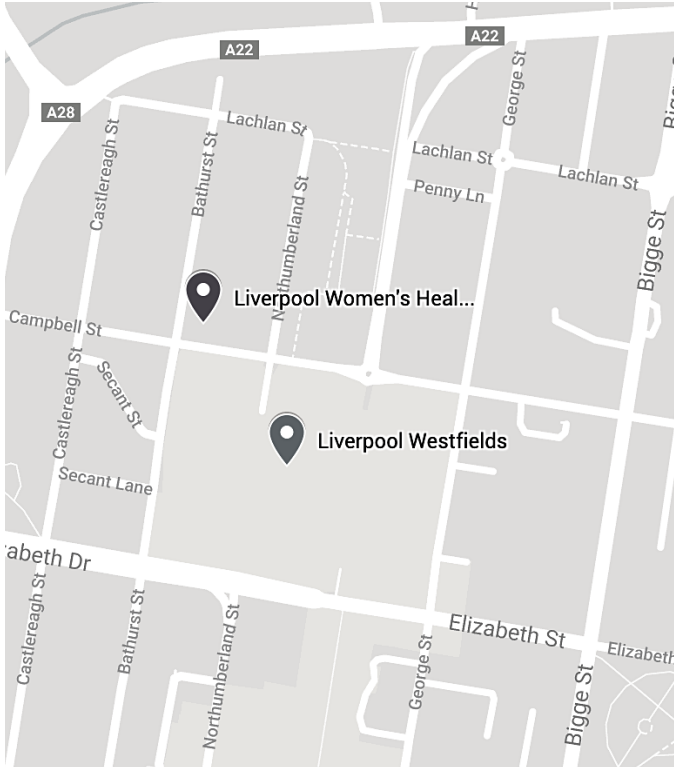 H
A22
A22
Bigge S
A28
George St
Lachlan St
Castlereagh St
Bathurst St
Lachlan St
Lachlan St
Penny Ln
Northumberland St
Bigge St
Liverpool Women's Heal...
Campbell St
Castlereagh St
Secant St
Liverpool Westfields
Secant Lane
zabeth Dr
Elizabeth St
Elizabeth
Castlereagh St
Bathurst St
Northumberland St
George St
Bigge St